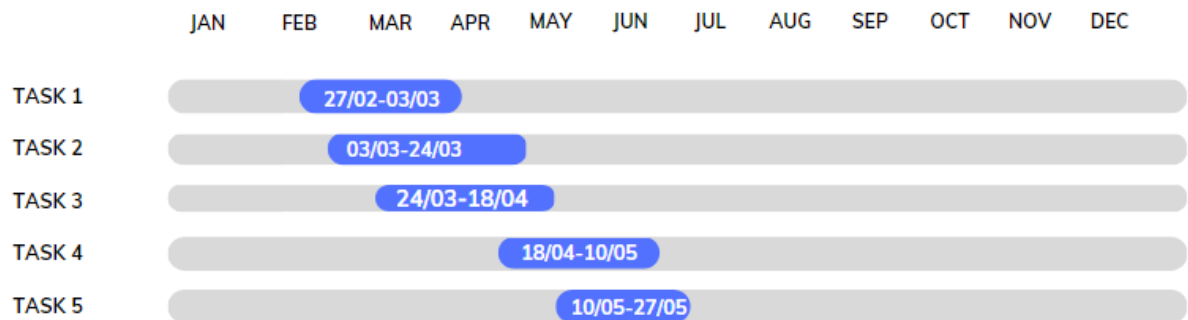 JAN FEB MAR APR MAY JUN JUL AUG SEP OCT NOV DEC
TASK 1 27/02-03/03
TASK 2 03/03-24/03
TASK 3 24/03-18/04
TASK 4 18/04-10/05
TASK 5 10/05-27/05